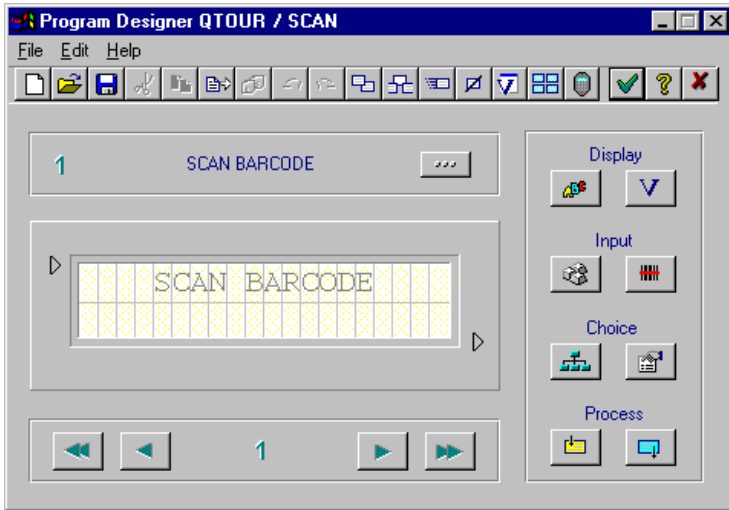 Program Designer QTOUR / SCAN
File Edit Help
1 SCAN BARCODE ...
SCAN BARCODE
1
Display
V
Input
Choice
Process